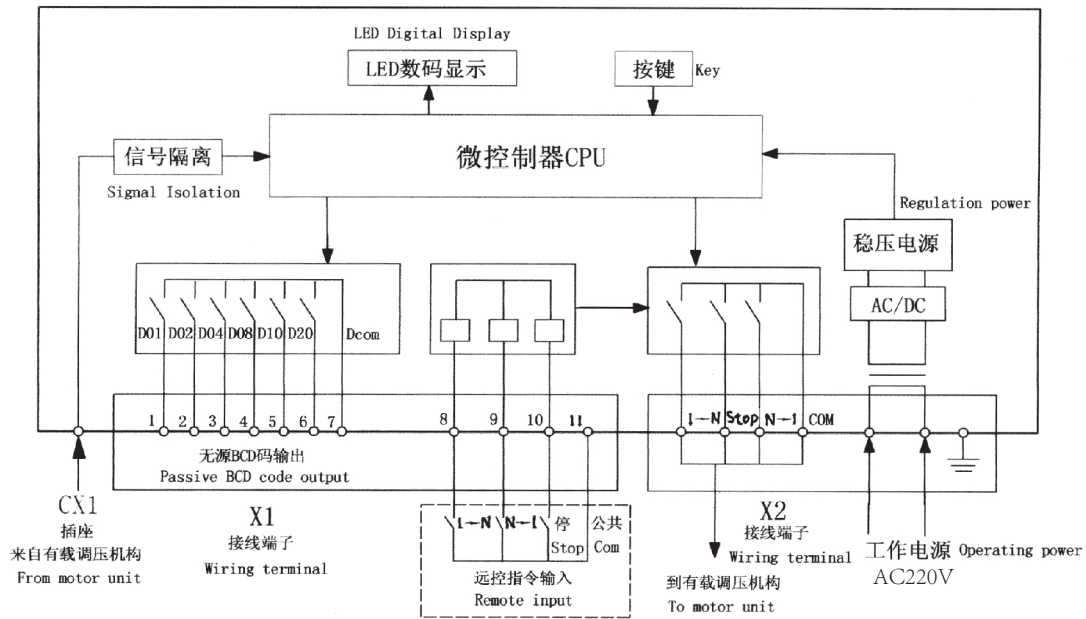 LED Digital Display
LED数码显示
按键 Key
微控制器CPU
信号隔离
Signal Isolation
Regulation power
稳压电源
AC/DC
D01 D02 D04 D08 D10 D20 Dcom
1 2 3 4 5 6 7
8 9 10 11
1→N Stop N→1 COM
无源BCD码输出
Passive BCD code output
CX1
插座
来自有载调压机构
From motor unit
X1
接线端子
Wiring terminal
1→N N→1 停 公共
Stop Com
远控指令输入
Remote input
X2
接线端子
Wiring terminal
到有载调压机构
To motor unit
工作电源 Operating power
AC220V